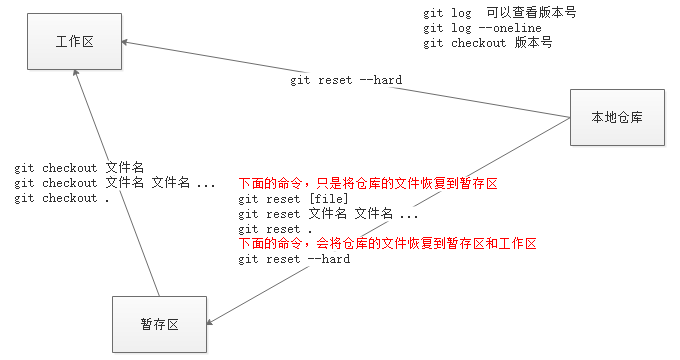 git log 可以查看版本号
git log --oneline
git checkout 版本号
工作区
git reset --hard
本地仓库
git checkout 文件名
git checkout 文件名 文件名 ...
git checkout .
下面的命令，只是将仓库的文件恢复到暂存区
git reset [file]
git reset 文件名 文件名 ...
git reset .
下面的命令，会将仓库的文件恢复到暂存区和工作区
git reset --hard
暂存区